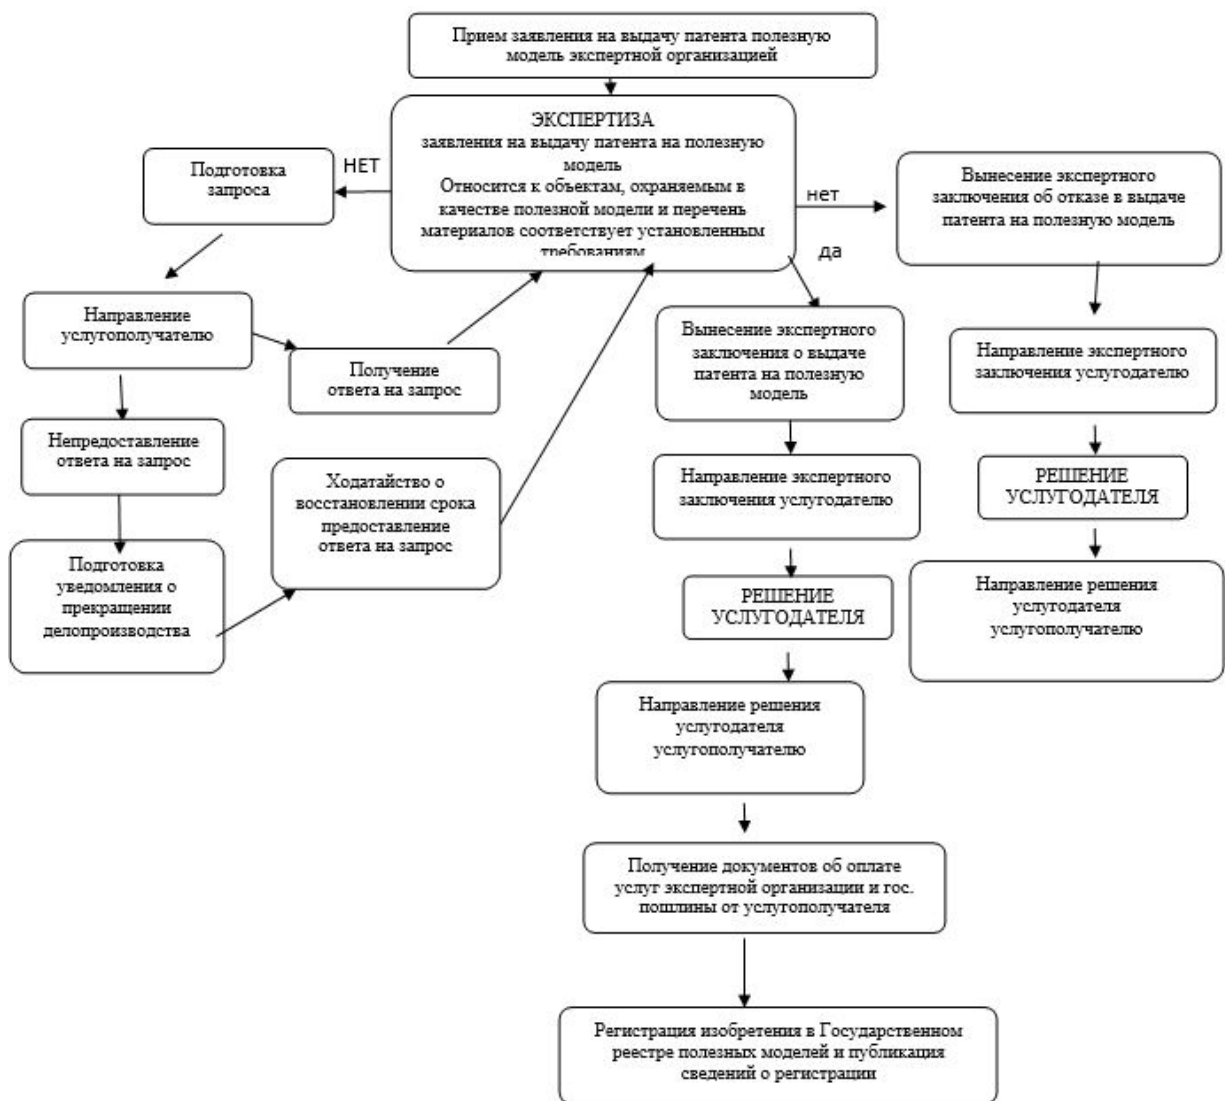 Прием заявления на выдачу патента полезную
модель экспертной организацией
ЭКСПЕРТИЗА
заявления на выдачу патента на полезную
модель
Относится к объектам, охраняемым в
качестве полезной модели и перечень
материалов соответствует установленным
требованиям
НЕТ
Подготовка
запроса
нет
Вынесение экспертного
заключения об отказе в выдаче
патента на полезную модель
да
Направление
услугополучателю
Получение
ответа на запрос
Вынесение экспертного
заключения о выдаче
патента на полезную
модель
Направление экспертного
заключения услугодателю
Непредоставление
ответа на запрос
Ходатайство о
восстановлении срока
предоставление
ответа на запрос
Направление экспертного
заключения услугодателю
РЕШЕНИЕ
УСЛУГОДАТЕЛЯ
Подготовка
уведомления о
прекращении
делопроизводства
РЕШЕНИЕ
УСЛУГОДАТЕЛЯ
Направление решения
услугодателя
услугополучателю
Направление решения
услугодателя
услугополучателю
Получение документов об оплате
услуг экспертной организации и гос.
пошлины от услугополучателя
Регистрация изобретения в Государственном
реестре полезных моделей и публикация
сведений о регистрации